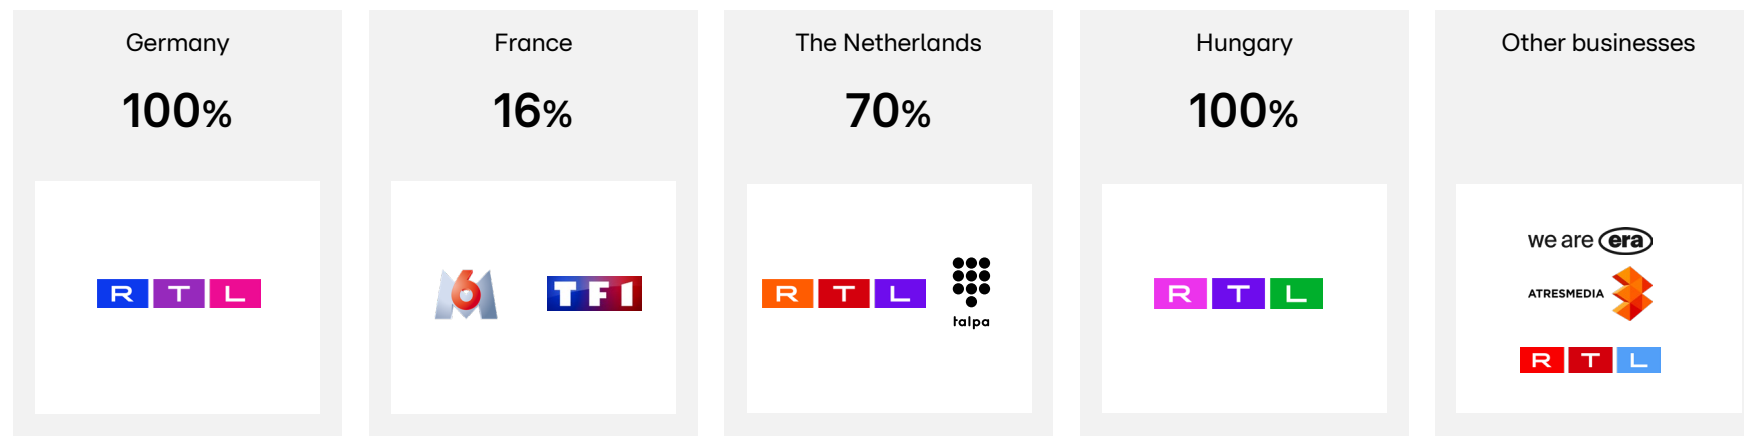 Germany
100%
RTL
France
16%
M6
TF1
The Netherlands
70%
RTL
talpa
Hungary
100%
RTL
Other businesses
we are era
ATRESMEDIA
RTL